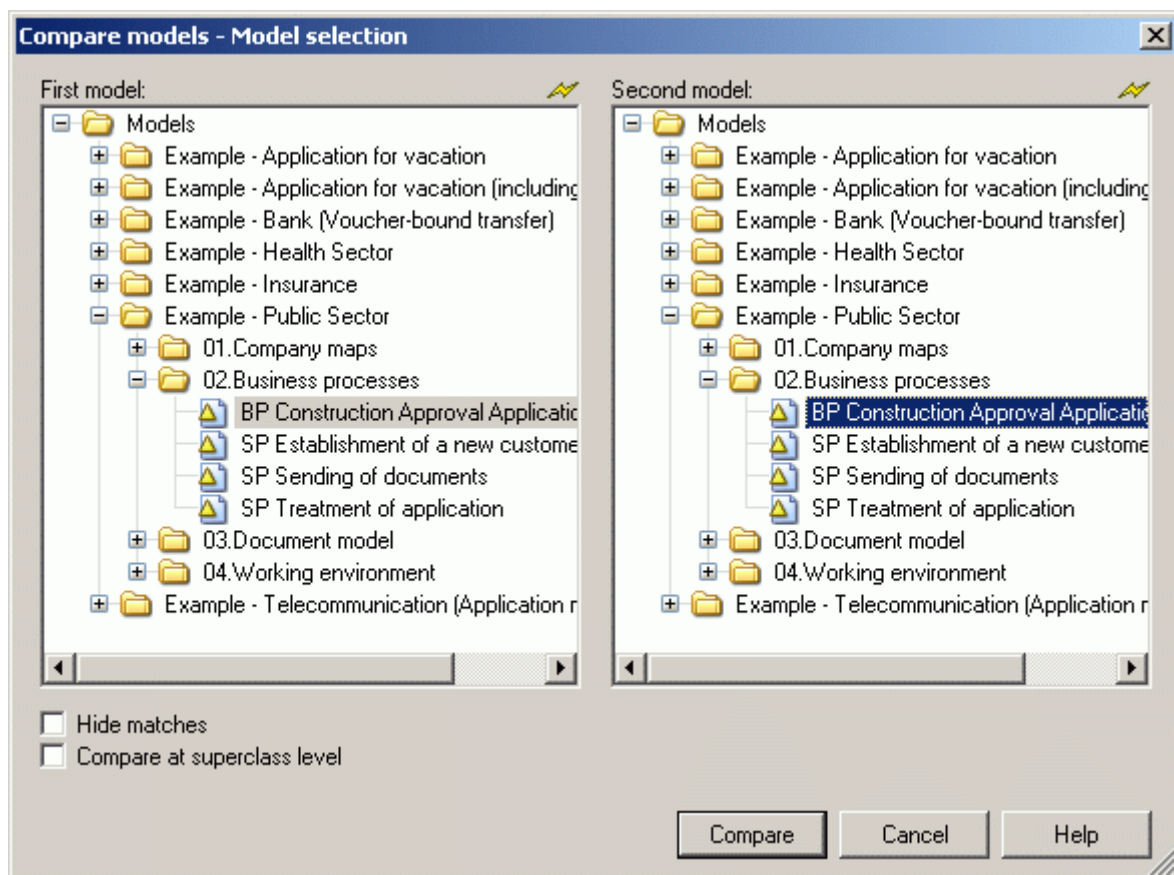 Compare models - Model selection
First model:
Models
Example - Application for vacation
Example - Application for vacation (including
Example - Bank (Voucher-bound transfer)
Example - Health Sector
Example - Insurance
Example - Public Sector
01.Company maps
02.Business processes
BP Construction Approval Applicatic
SP Establishment of a new custome
SP Sending of documents
SP Treatment of application
03.Document model
04.Working environment
Example - Telecommunication (Application r
Second model:
Models
Example - Application for vacation
Example - Application for vacation (including
Example - Bank (Voucher-bound transfer)
Example - Health Sector
Example - Insurance
Example - Public Sector
01.Company maps
02.Business processes
BP Construction Approval Applicatic
SP Establishment of a new custome
SP Sending of documents
SP Treatment of application
03.Document model
04.Working environment
Example - Telecommunication (Application r
Hide matches
Compare at superclass level
Compare
Cancel
Help